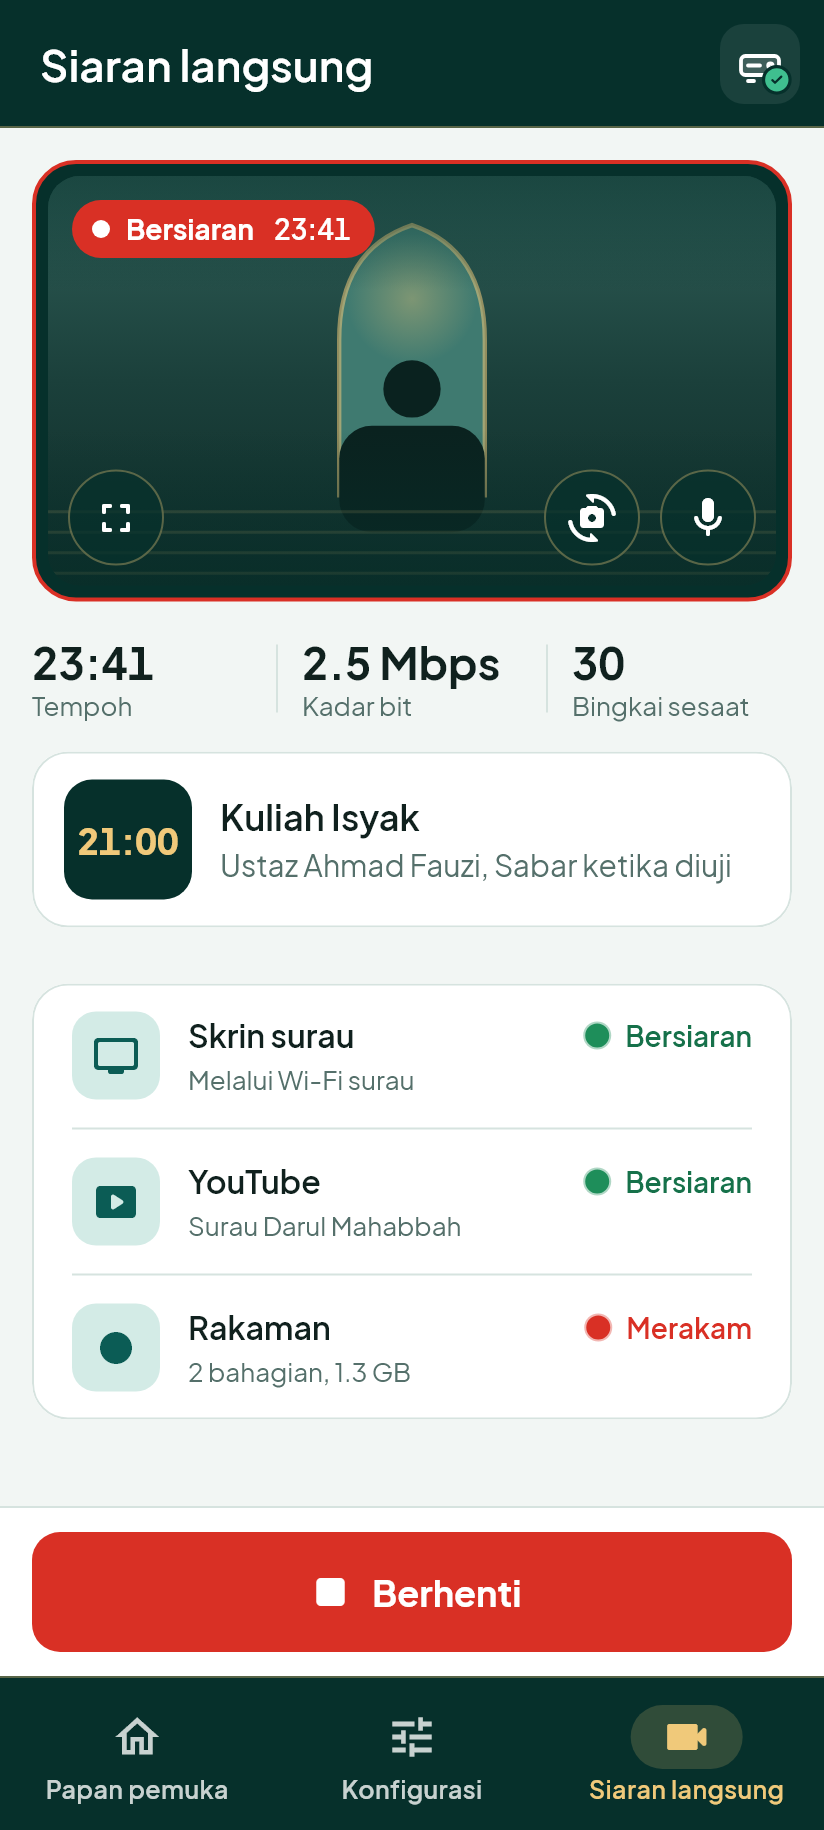 Siaran langsung
Bersiaran 23:41
23:41
Tempoh
2.5 Mbps
Kadar bit
30
Bingkai sesaat
21:00
Kuliah Isyak
Ustaz Ahmad Fauzi, Sabar ketika diuji
Skrin surau
Bersiaran
Melalui Wi-Fi surau
YouTube
Bersiaran
Surau Darul Mahabbah
Rakaman
Merakam
2 bahagian, 1.3 GB
Berhenti
Papan pemuka
Konfigurasi
Siaran langsung